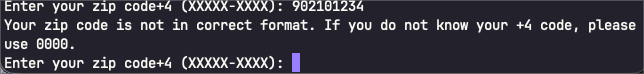 Enter your zip code+4 (XXXXX-XXXX): 902101234
Your zip code is not in correct format. If you do not know your +4 code, please
use 0000.
Enter your zip code+4 (XXXXX-XXXX):